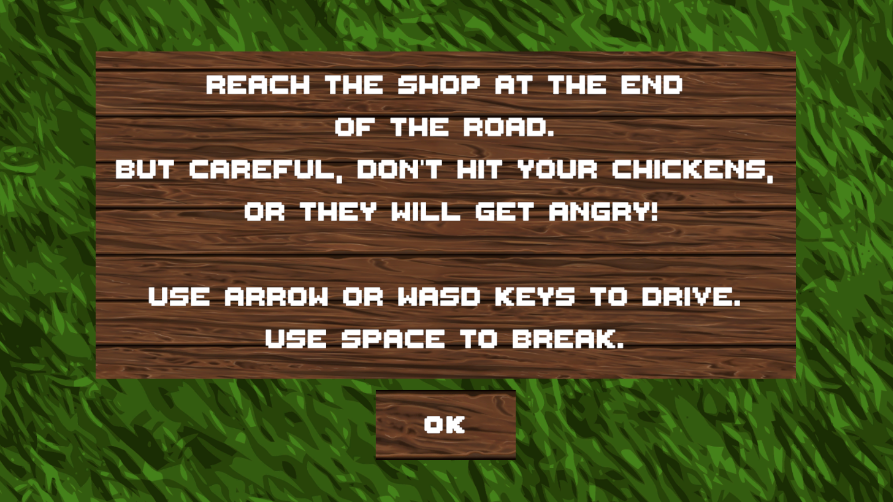 REACH THE SHOP AT THE END
OF THE ROAD.
BUT CAREFUL, DON'T HIT YOUR CHICKENS,
OR THEY WILL GET ANGRY!
USE ARROW OR WASD KEYS TO DRIVE.
USE SPACE TO BREAK.
OK